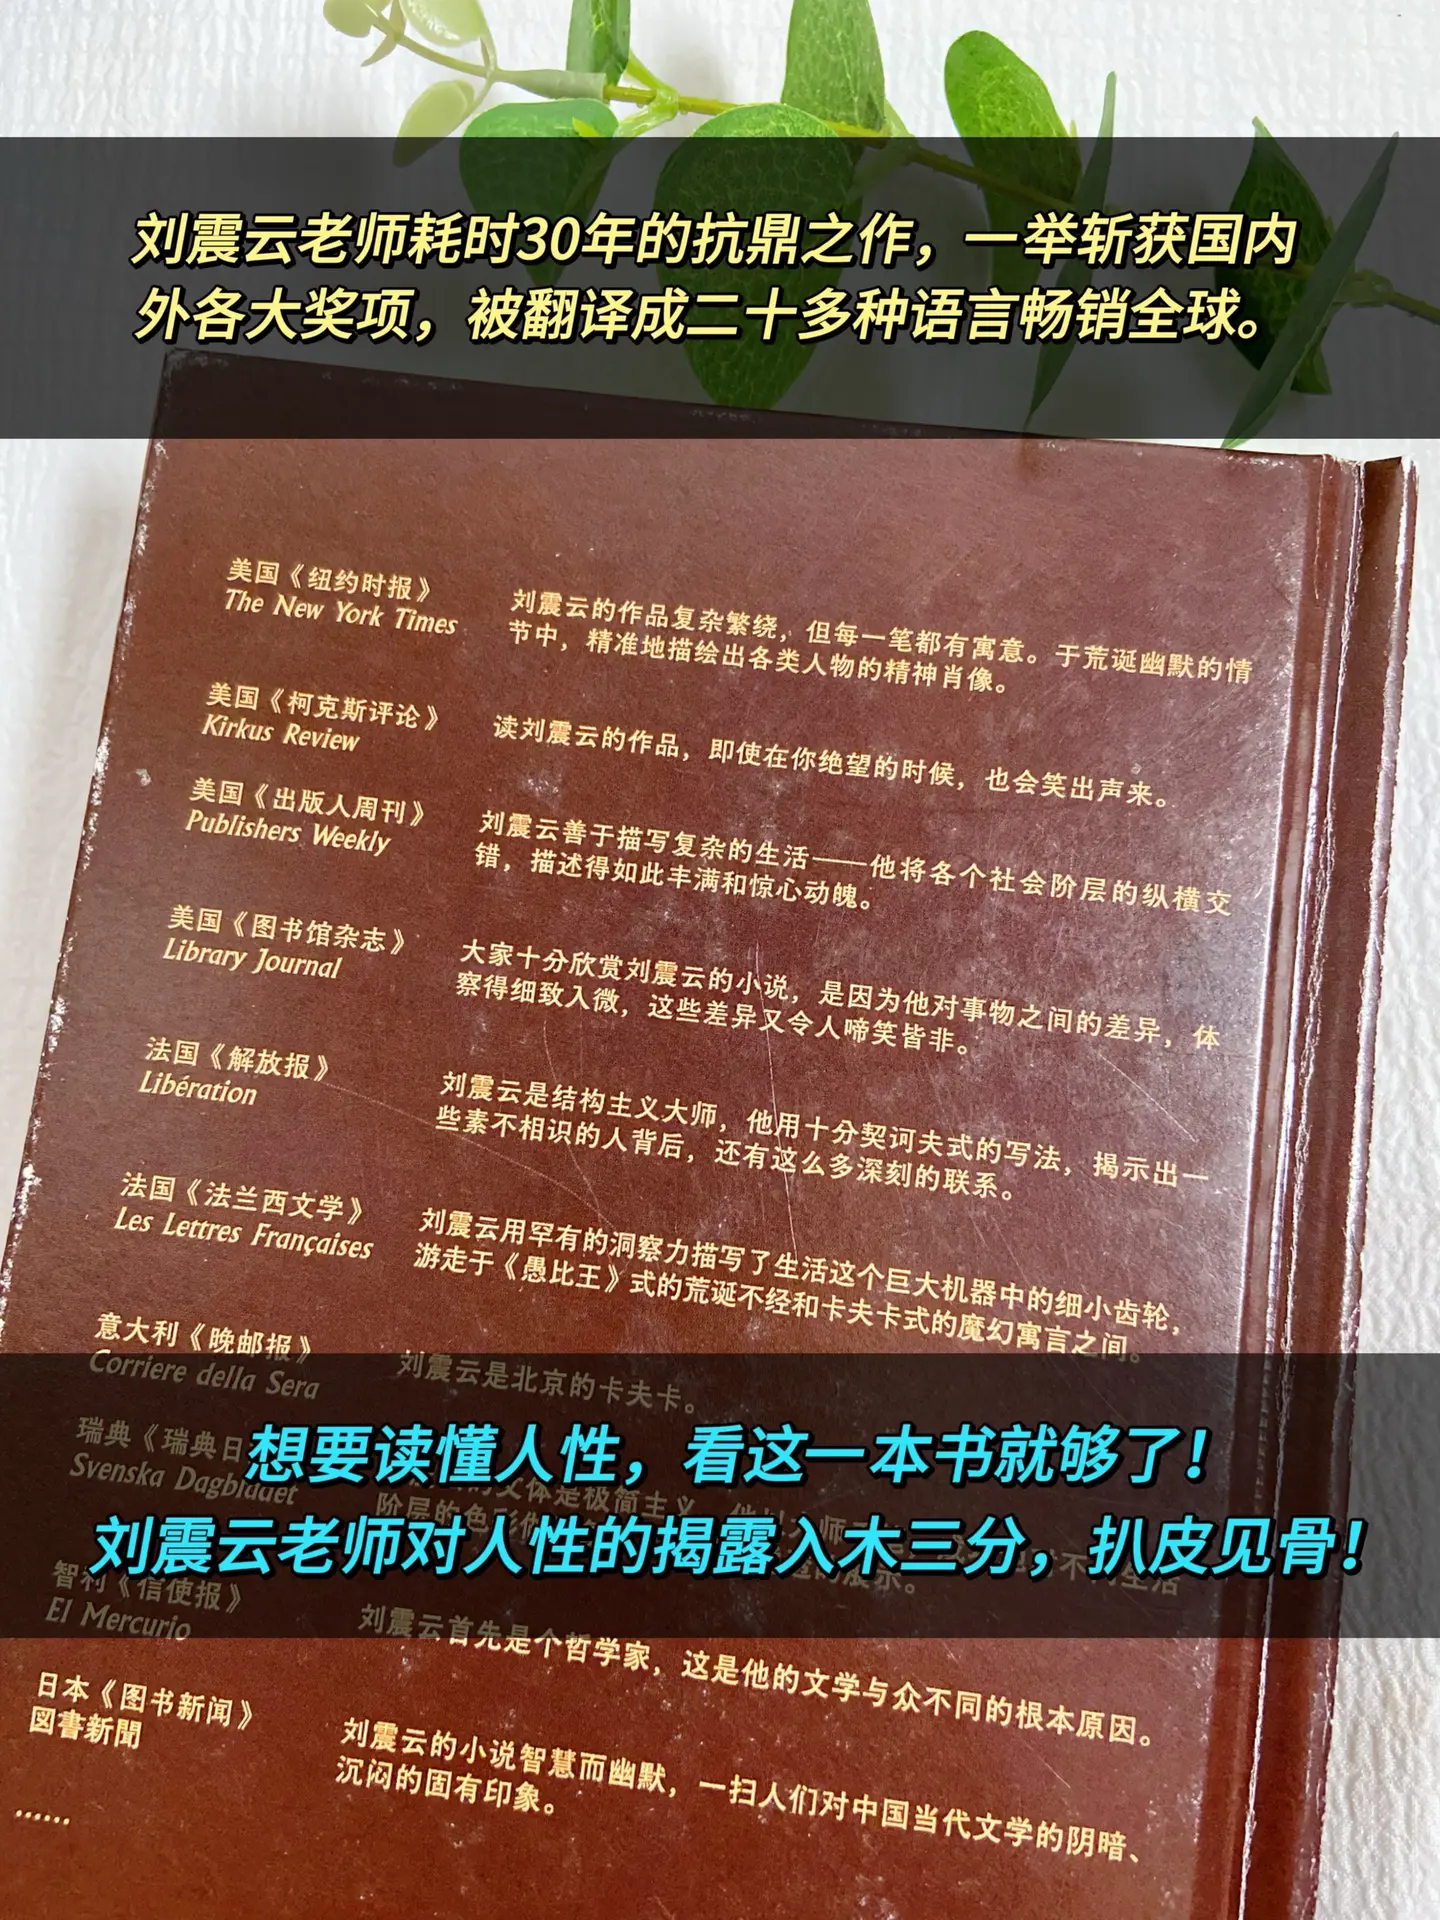 刘震云老师耗时30年的抗鼎之作，一举斩获国内
外各大奖项，被翻译成二十多种语言畅销全球。
美国《纽约时报》
The New York Times
刘震云的作品复杂繁绕，但每一笔都有寓意。于荒诞幽默的情
节中，精准地描绘出各类人物的精神肖像。
美国《柯克斯评论》
Kirkus Review
读刘震云的作品，即使在你绝望的时候，也会笑出声来。
美国《出版人周刊》
Publishers Weekly
刘震云善于描写复杂的生活——他将各个社会阶层的纵横交
错，描述得如此丰满和惊心动魄。
美国《图书馆杂志》
Library Journal
大家十分欣赏刘震云的小说，是因为他对事物之间的差异，体
察得细致入微，这些差异又令人啼笑皆非。
法国《解放报》
Libération
刘震云是结构主义大师，他用十分契诃夫式的写法，揭示出一
些素不相识的人背后，还有这么多深刻的联系。
法国《法兰西文学》
Les Lettres Françaises
刘震云用罕有的洞察力描写了生活这个巨大机器中的细小齿轮，
游走于《愚比王》式的荒诞不经和卡夫卡式的魔幻寓言之间。
意大利《晚邮报》
Corriere della Sera
刘震云是北京的卡夫卡。
瑞典《瑞典日
Svenska Dagbladet
文体是极简主义
阶层的色彩
想要读懂人性，看这一本书就够了！
刘震云老师对人性的揭露入木三分，扒皮见骨！
智利《信使报》
El Mercurio
刘震云首先是个哲学家，这是他的文学与众不同的根本原因。
日本《图书新闻》
図書新聞
刘震云的小说智慧而幽默，一扫人们对中国当代文学的阴暗、
沉闷的固有印象。
……